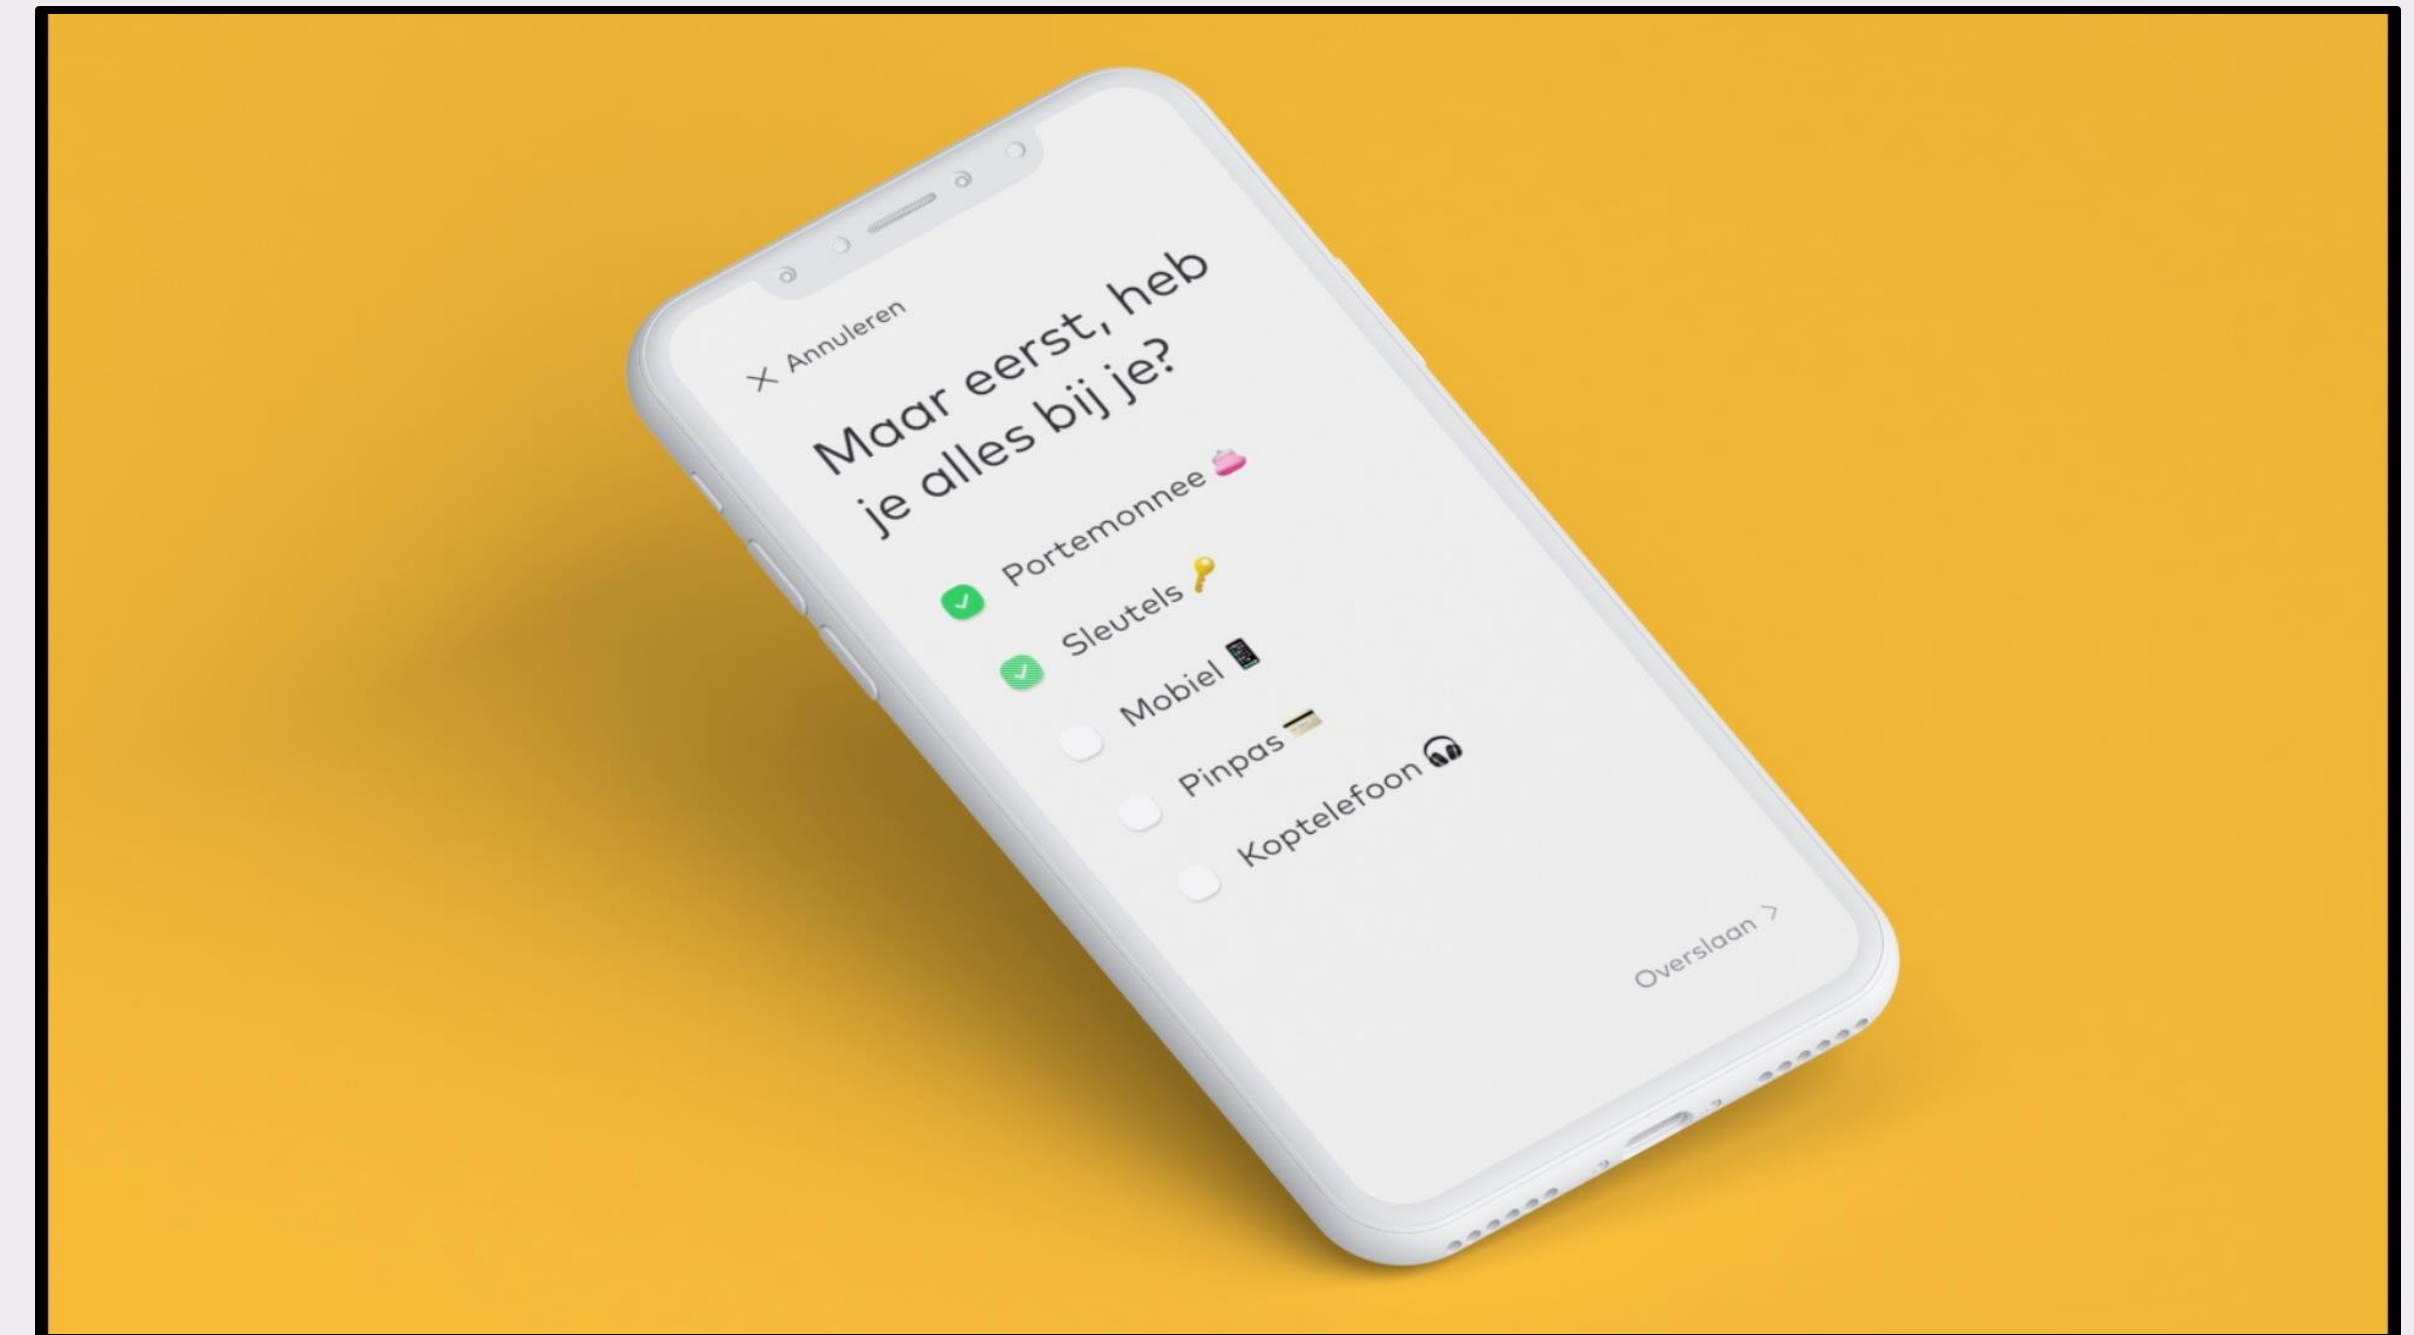 Annuleren
Maar eerst, heb
je alles bij je?
Portemonnee
Sleutels
Mobiel
Pinpas
Koptelefoon
Overslaan